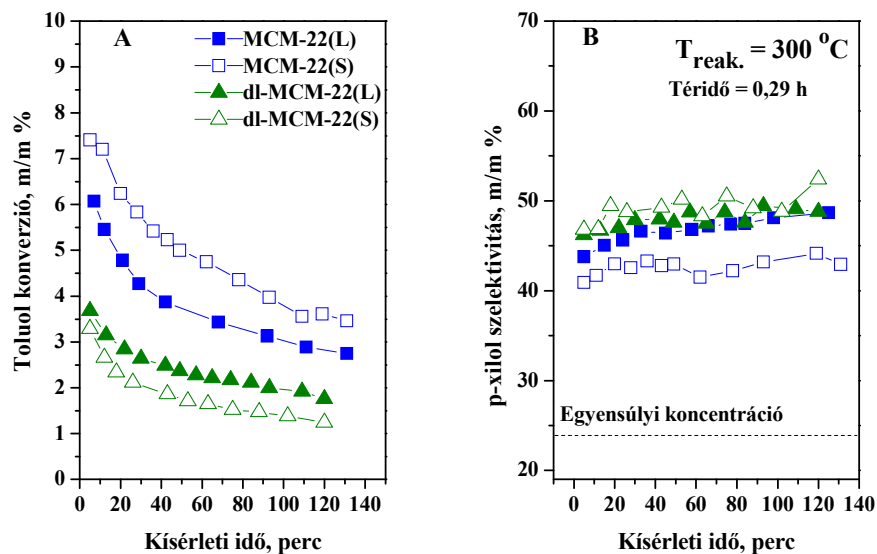 A
MCM-22(L)
MCM-22(S)
dl-MCM-22(L)
dl-MCM-22(S)
Toluol konverzió, m/m %
10
9
8
7
6
5
4
3
2
1
0
0 20 40 60 80 100 120 140
Kísérleti idő, perc
B
T reak. = 300 °C
Téridő = 0,29 h
p-xilol szelektivitás, m/m %
70
60
50
40
30
20
Egyensúlyi koncentráció
0 20 40 60 80 100 120 140
Kísérleti idő, perc